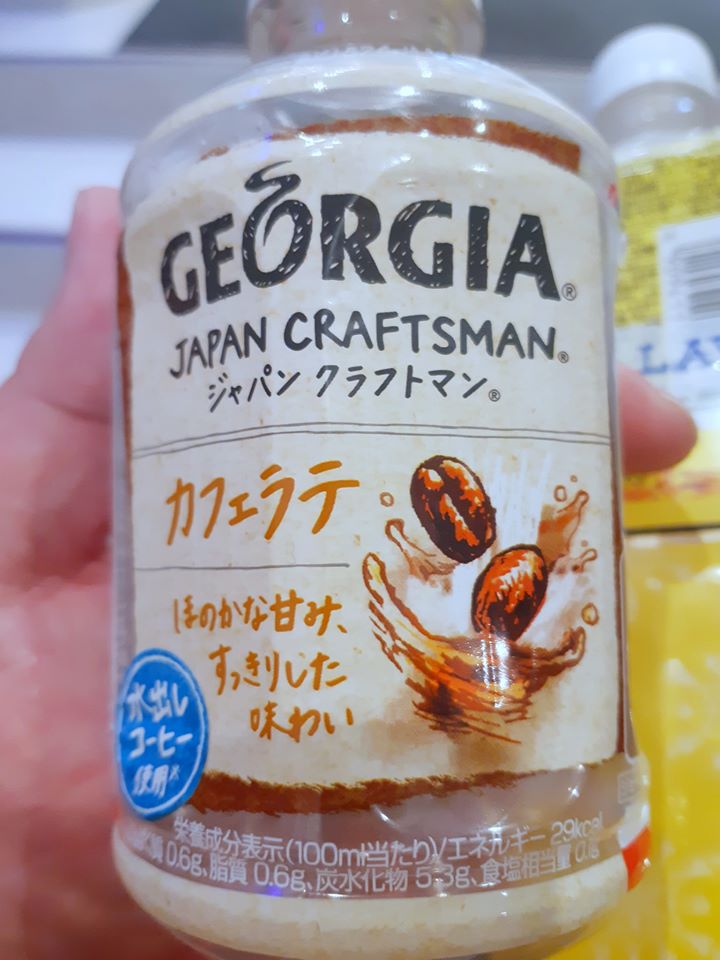 GEORGIA®
JAPAN CRAFTSMAN®
ジャパン クラフトマン®
カフェラテ
ほのかな甘み、
すっきりした
味わい
水出し
コーヒー
使用※
栄養成分表示(100ml当たり)/エネルギー 29kcal
質 0.6g、脂質 0.6g、炭水化物 5.3g、食塩相当量 0.
LA